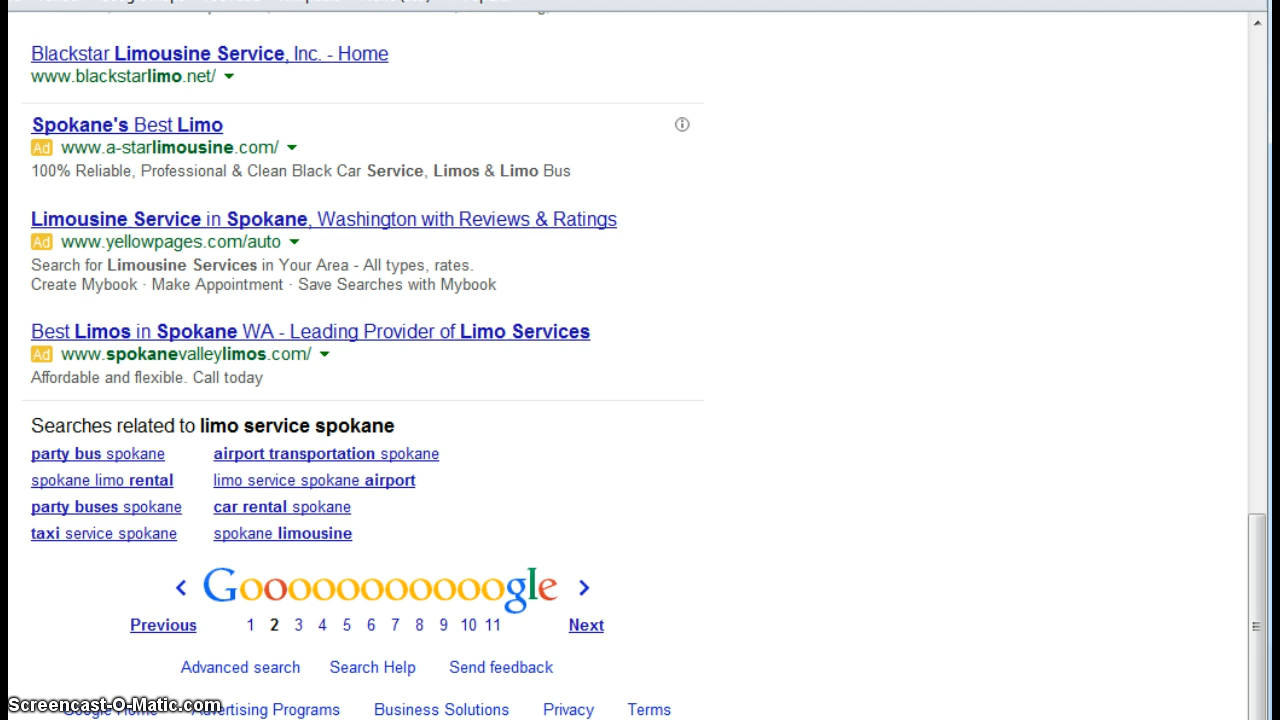 Blackstar Limousine Service, Inc. - Home
www.blackstarlimo.net/
Spokane's Best Limo
Ad www.a-starlimousine.com/
100% Reliable, Professional & Clean Black Car Service, Limos & Limo Bus
Limousine Service in Spokane, Washington with Reviews & Ratings
Ad www.yellowpages.com/auto
Search for Limousine Services in Your Area - All types, rates.
Create Mybook · Make Appointment · Save Searches with Mybook
Best Limos in Spokane WA - Leading Provider of Limo Services
Ad www.spokanevalleylimos.com/
Affordable and flexible. Call today
Searches related to limo service spokane
party bus spokane airport transportation spokane
spokane limo rental limo service spokane airport
party buses spokane car rental spokane
taxi service spokane spokane limousine
< Goooooooooooogle >
Previous 1 2 3 4 5 6 7 8 9 10 11 Next
Advanced search Search Help Send feedback
Screencast-O-Matic.com
Google Home Advertising Programs Business Solutions Privacy Terms